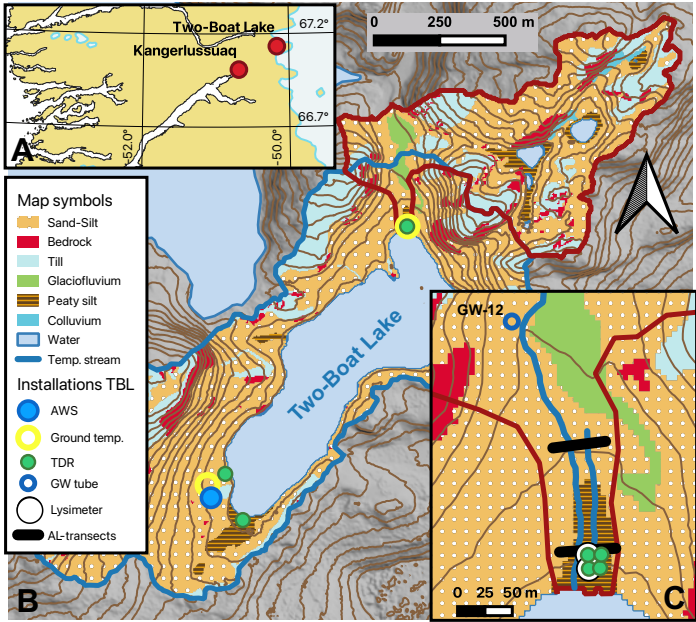 Two-Boat Lake
Kangerlussuaq
67.2°
66.7°
-52.0°
-50.0°
A
0 250 500 m
Map symbols
Sand-Silt
Bedrock
Till
Glaciofluvium
Peaty silt
Colluvium
Water
Temp. stream
Installations TBL
AWS
Ground temp.
TDR
GW tube
Lysimeter
AL-transects
Two-Boat Lake
B
GW-12
0 25 50 m
C